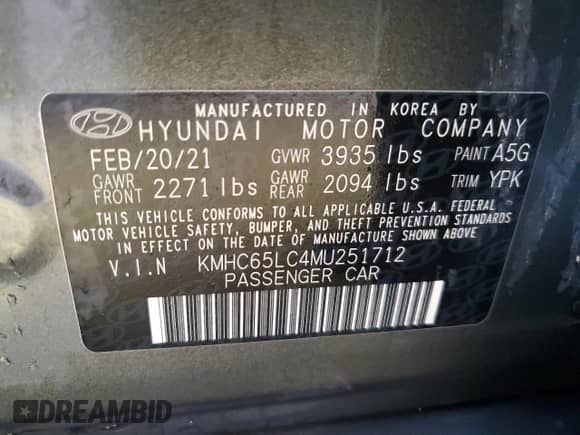 MANUFACTURED IN KOREA BY
HYUNDAI MOTOR COMPANY
FEB/20/21 GVWR 3935 lbs PAINT A5G
GAWR FRONT 2271 lbs GAWR REAR 2094 lbs TRIM YPK
THIS VEHICLE CONFORMS TO ALL APPLICABLE U.S.A. FEDERAL
MOTOR VEHICLE SAFETY, BUMPER, AND THEFT PREVENTION STANDARDS
IN EFFECT ON THE DATE OF MANUFACTURE SHOWN ABOVE
V.I.N KMHC65LC4MU251712
PASSENGER CAR
DREAMBID